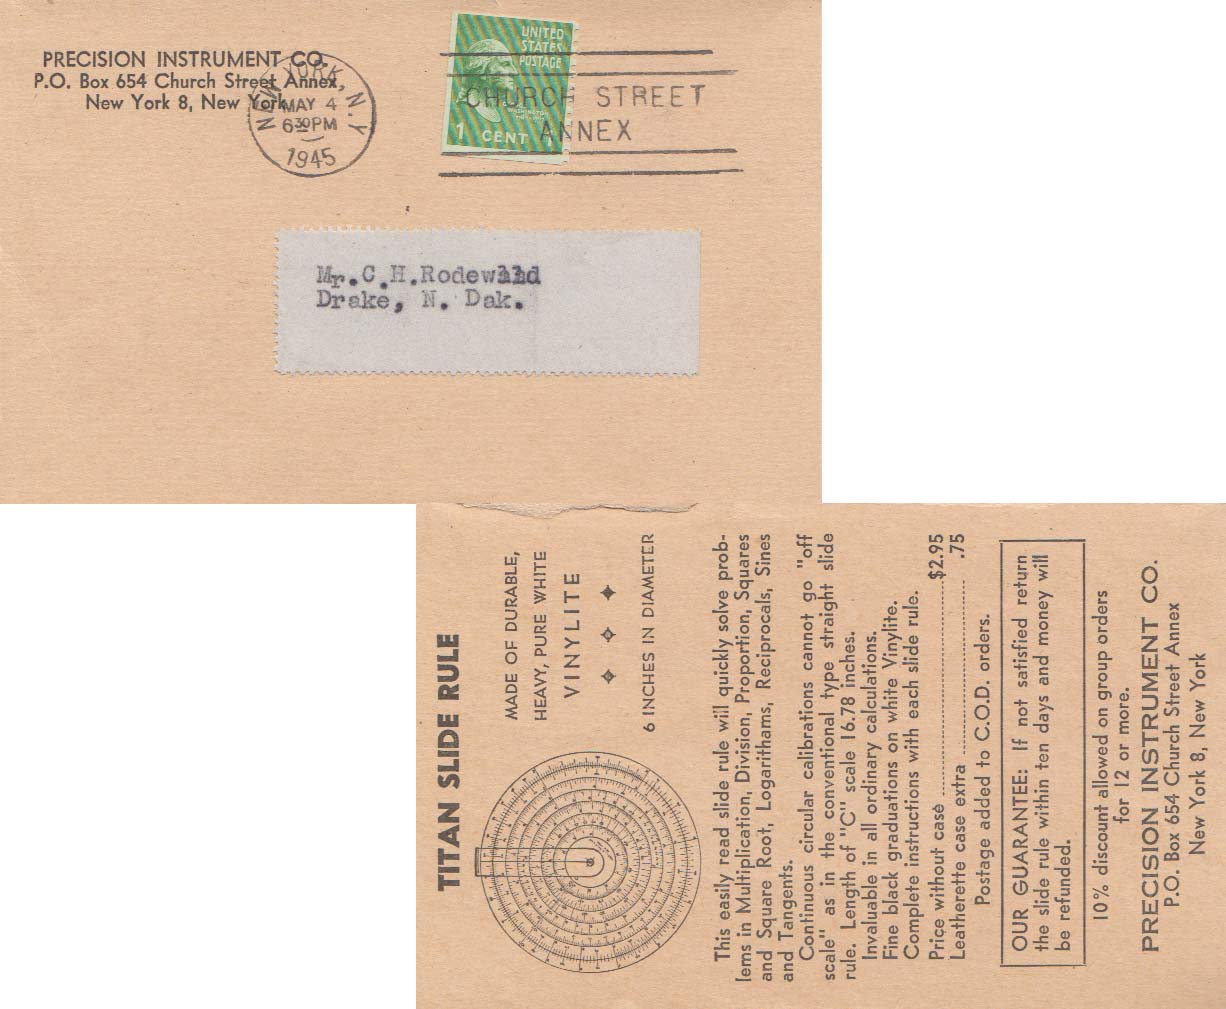 PRECISION INSTRUMENT CO.
P.O. Box 654 Church Street Annex,
New York 8, New York
NEW YORK, N.Y
MAY 4
6 30 PM
1945
UNITED
STATES
POSTAGE
WASHINGTON
1 CENT 1
CHURCH STREET
ANNEX
Mr.C.H.Rodewald
Drake, N. Dak.
TITAN SLIDE RULE
MADE OF DURABLE,
HEAVY, PURE WHITE
VINYLITE
6 INCHES IN DIAMETER
This easily read slide rule will quickly solve prob-
lems in Multiplication, Division, Proportion, Squares
and Square Root, Logarithams, Reciprocals, Sines
and Tangents.
Continuous circular calibrations cannot go "off
scale" as in the conventional type straight slide
rule. Length of "C" scale 16.78 inches.
Invaluable in all ordinary calculations.
Fine black graduations on white Vinylite.
Complete instructions with each slide rule.
Price without case $2.95
Leatherette case extra .75
Postage added to C.O.D. orders.
OUR GUARANTEE: If not satisfied return
the slide rule within ten days and money will
be refunded.
10% discount allowed on group orders
for 12 or more.
PRECISION INSTRUMENT CO.
P.O. Box 654 Church Street Annex
New York 8, New York